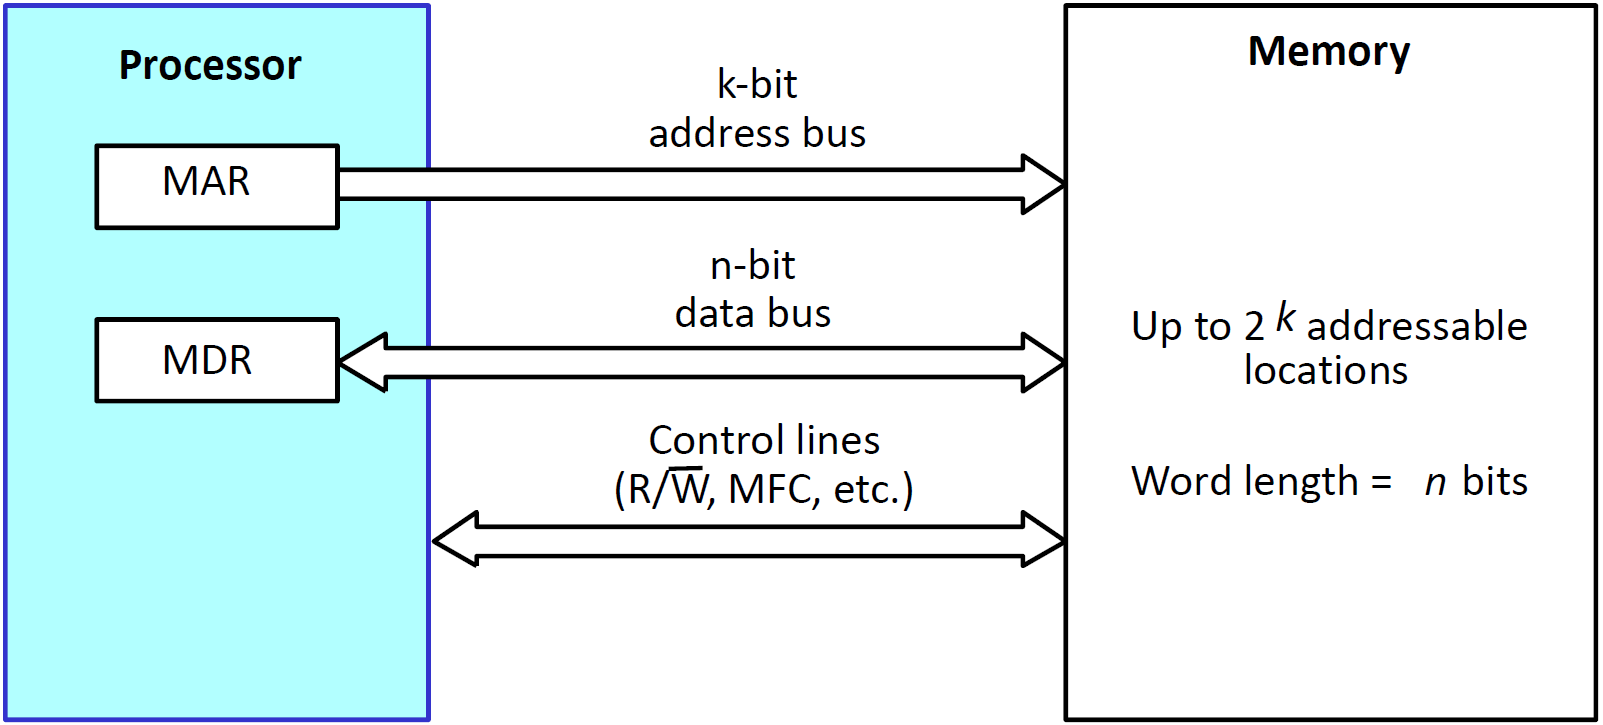 Processor
MAR
MDR
k-bit
address bus
n-bit
data bus
Control lines
(R/W̅, MFC, etc.)
Memory
Up to 2 k addressable
locations
Word length = n bits